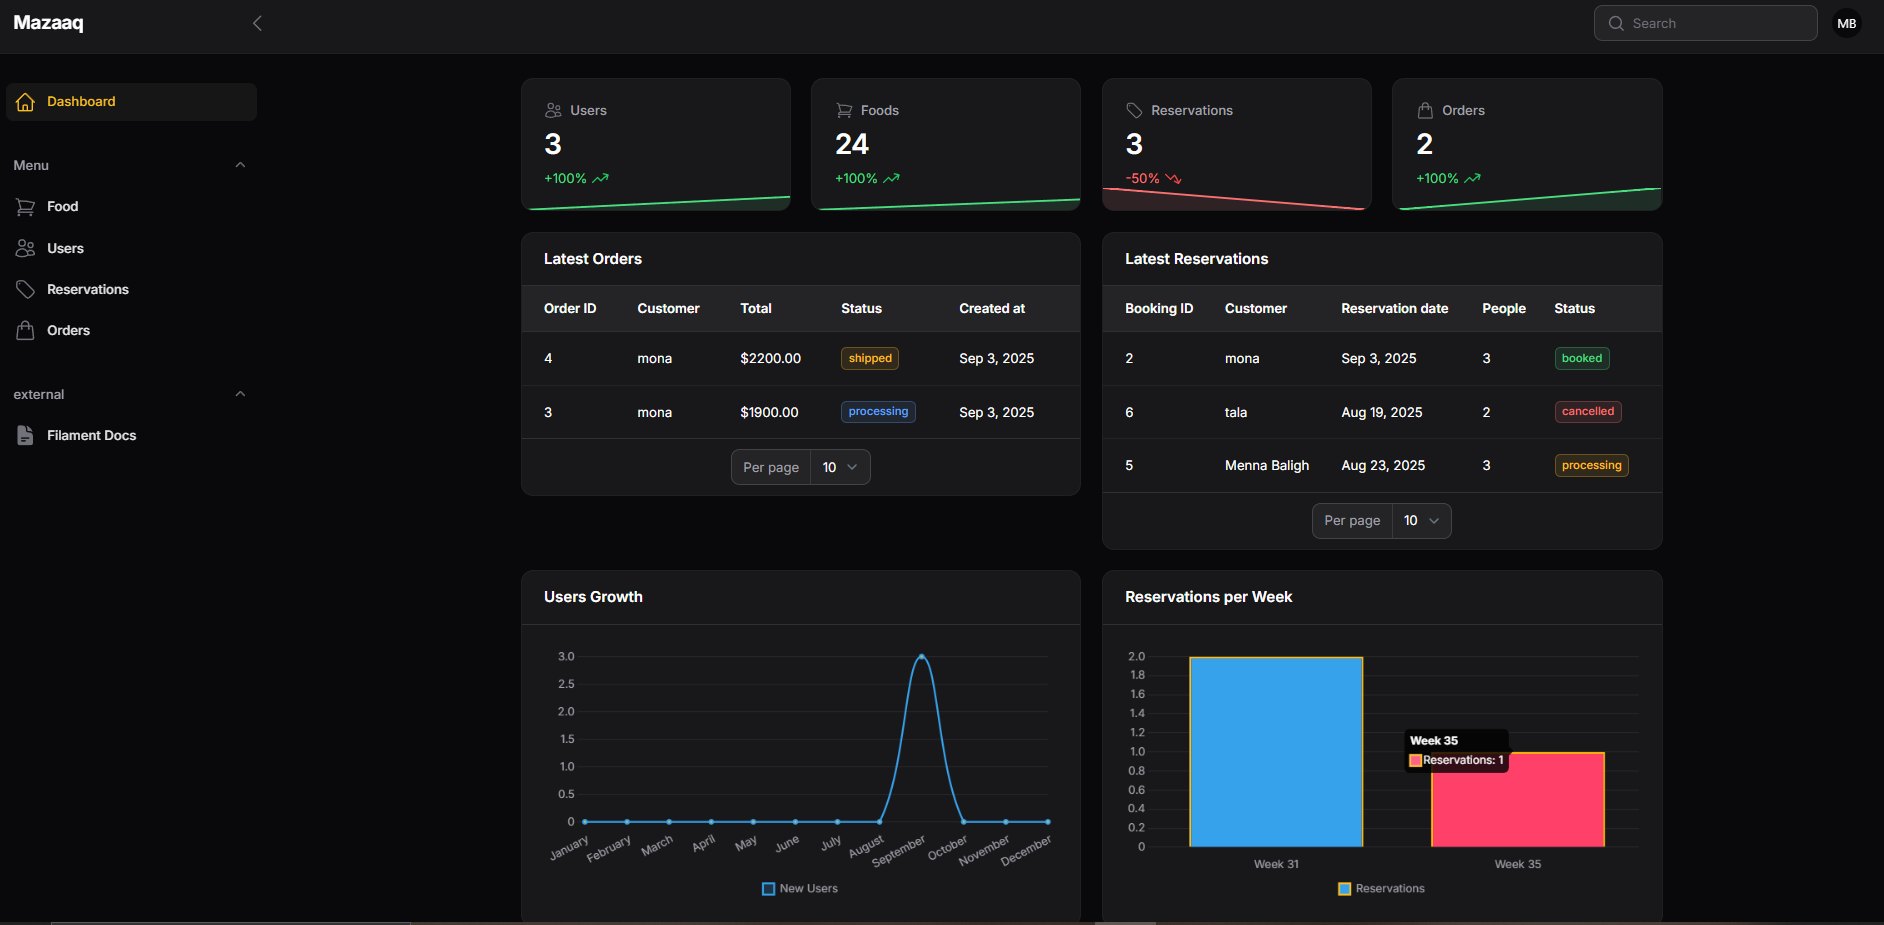 Mazaaq
Search
MB
Dashboard
Menu
Food
Users
Reservations
Orders
external
Filament Docs
Users
3
+100%
Foods
24
+100%
Reservations
3
-50%
Orders
2
+100%
Latest Orders
Order ID Customer Total Status Created at
4 mona $2200.00 shipped Sep 3, 2025
3 mona $1900.00 processing Sep 3, 2025
Per page 10
Latest Reservations
Booking ID Customer Reservation date People Status
2 mona Sep 3, 2025 3 booked
6 tala Aug 19, 2025 2 cancelled
5 Menna Baligh Aug 23, 2025 3 processing
Per page 10
Users Growth
3.0
2.5
2.0
1.5
1.0
0.5
0
January February March April May June July August September October November December
New Users
Reservations per Week
2.0
1.8
1.6
1.4
1.2
1.0
0.8
0.6
0.4
0.2
0
Week 35
Reservations: 1
Week 31 Week 35
Reservations